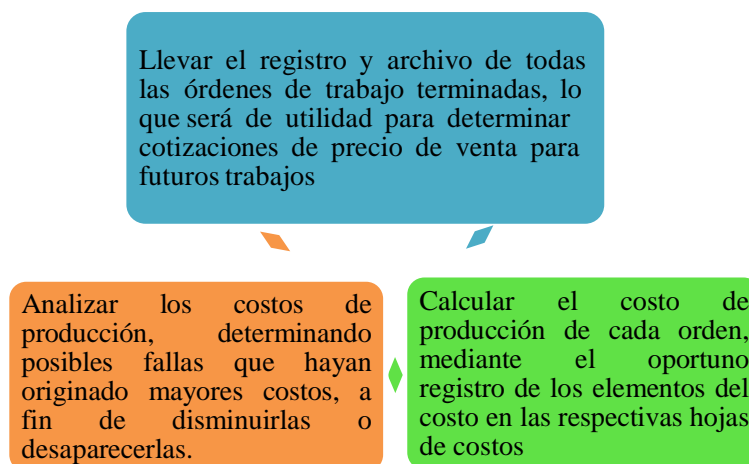 Llevar el registro y archivo de todas
las órdenes de trabajo terminadas, lo
que será de utilidad para determinar
cotizaciones de precio de venta para
futuros trabajos
Analizar los costos de
producción, determinando
posibles fallas que hayan
originado mayores costos, a
fin de disminuirlas o
desaparecerlas.
Calcular el costo de
producción de cada orden,
mediante el oportuno
registro de los elementos del
costo en las respectivas hojas
de costos